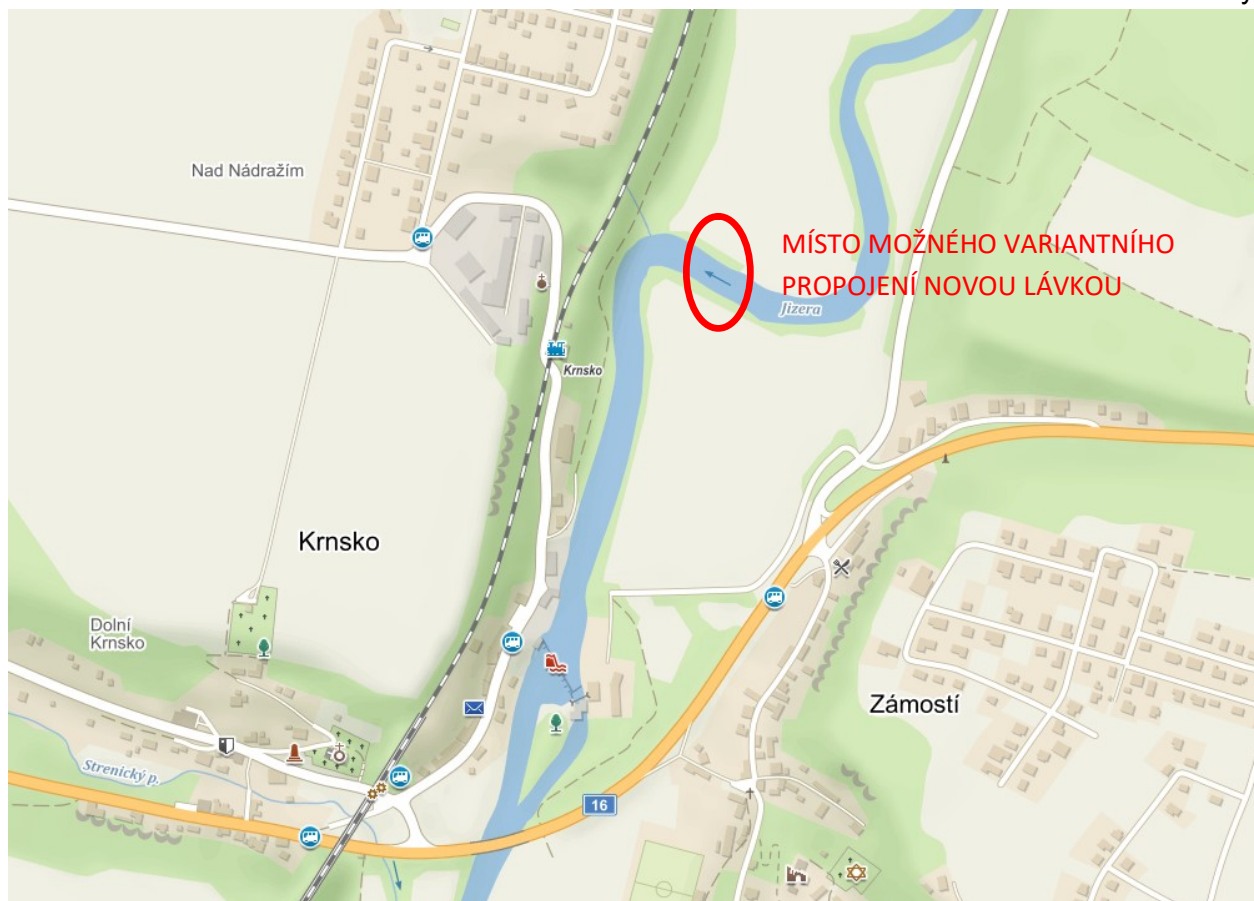 y
Nad Nádražím
MÍSTO MOŽNÉHO VARIANTNÍHO
PROPOJENÍ NOVOU LÁVKOU
Jizera
Krnsko
Krnsko
Dolní
Krnsko
Zámostí
Strenický p.
16